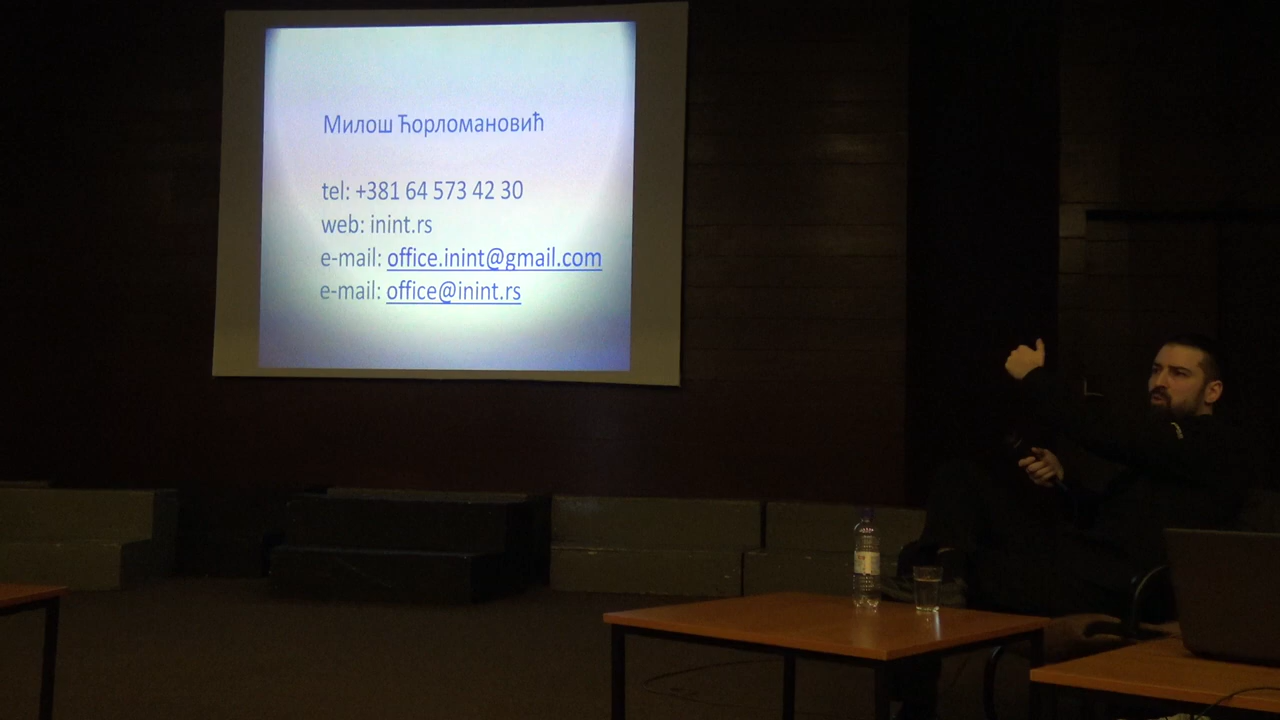 Милош Ћорломановић
tel: +381 64 573 42 30
web: inint.rs
e-mail: office.inint@gmail.com
e-mail: office@inint.rs